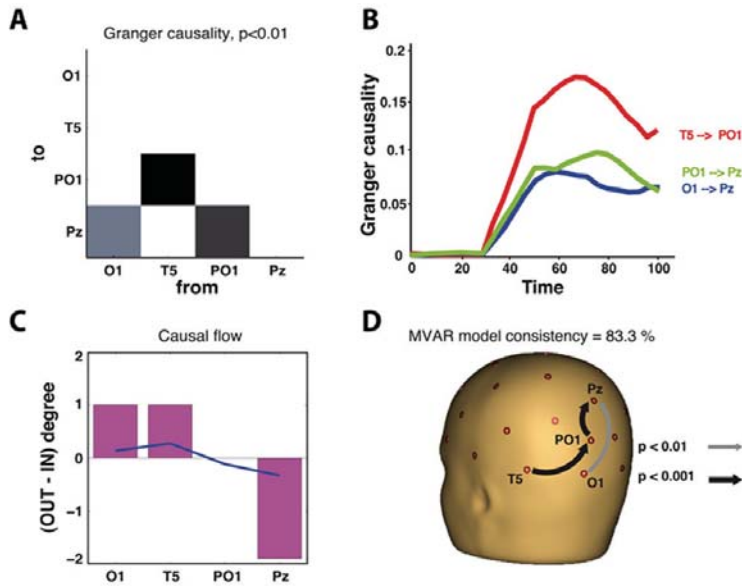 A
Granger causality, p<0.01
to
O1
T5
PO1
Pz
O1 T5 PO1 Pz
from
B
Granger causality
0.2
0.15
0.1
0.05
0
0 20 40 60 80 100
Time
T5 --> PO1
PO1 --> Pz
O1 --> Pz
C
Causal flow
(OUT - IN) degree
2
1
0
-1
-2
O1 T5 PO1 Pz
D
MVAR model consistency = 83.3 %
Pz
PO1
T5
O1
p < 0.01
p < 0.001